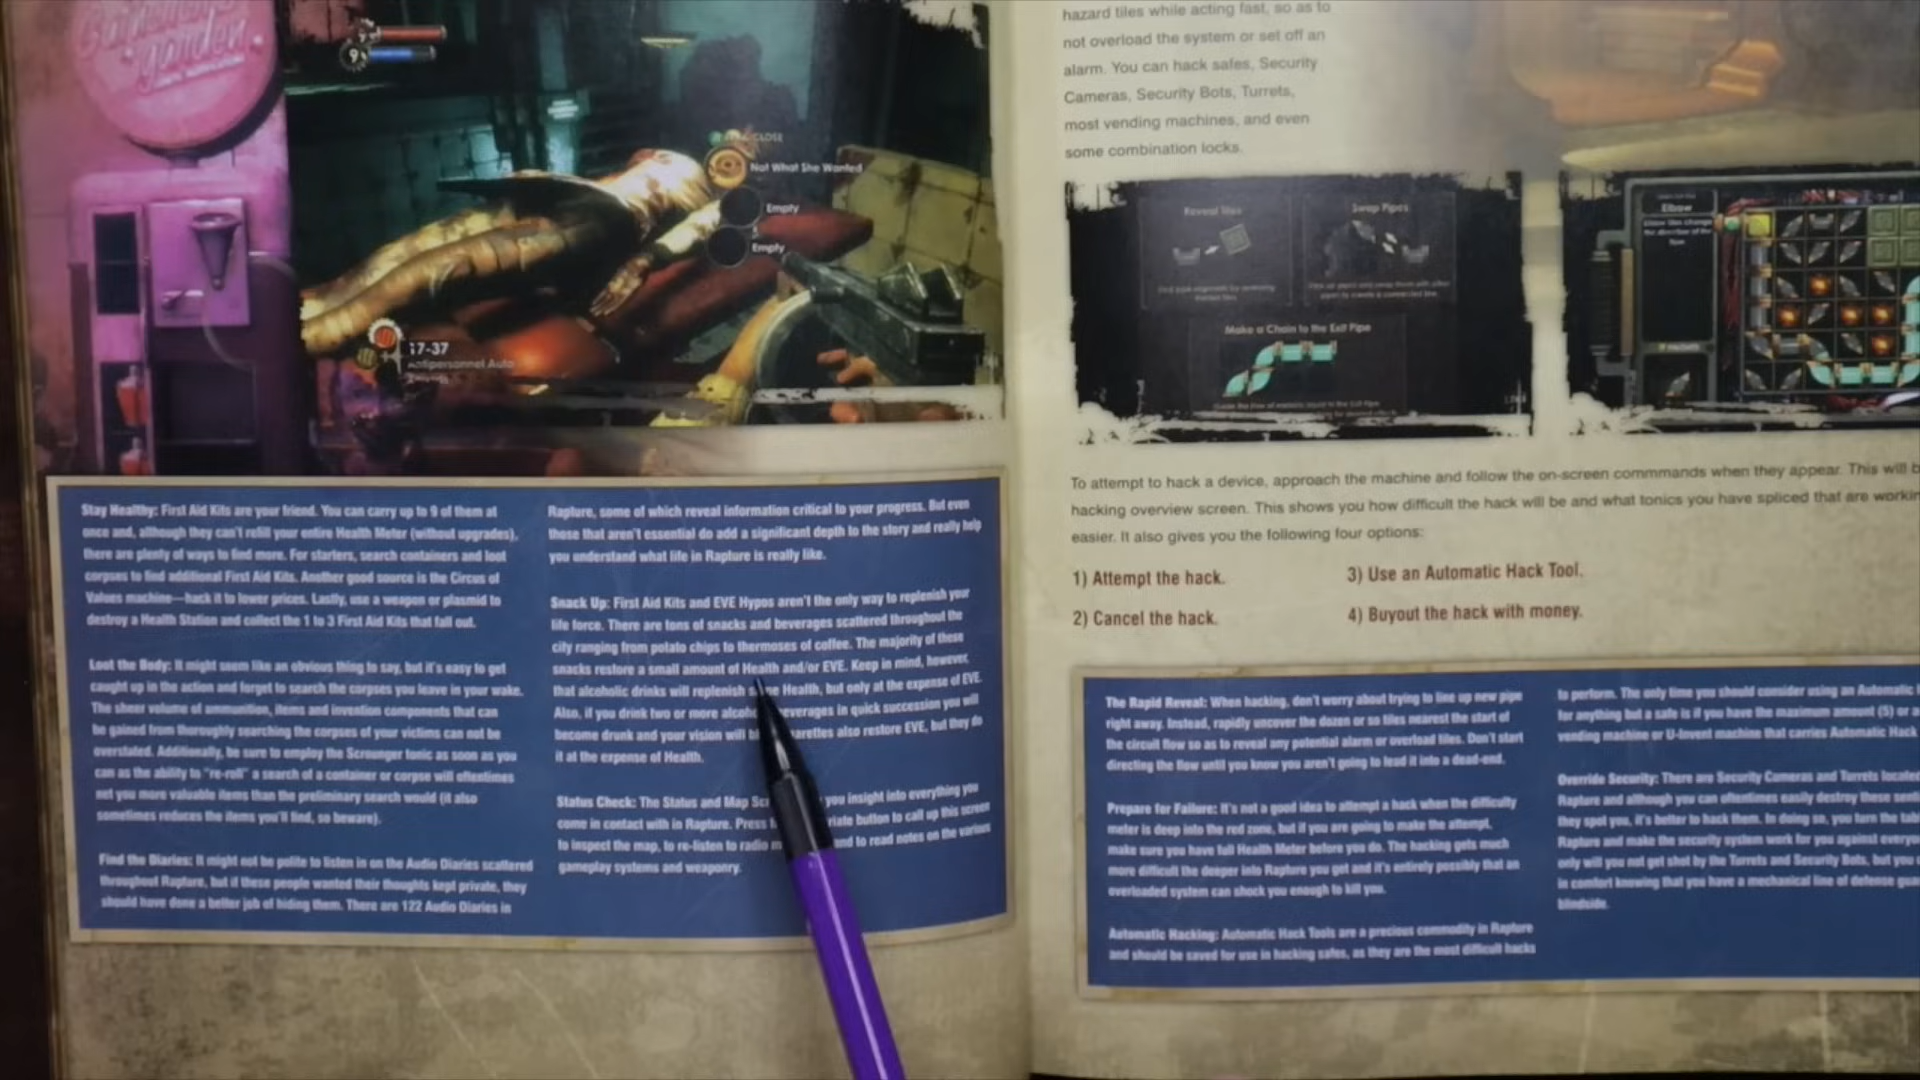 Gatherer's
garden
9
9
CLOSE
Not What She Wanted
Empty
Empty
17-37
Antipersonnel Auto
Stay Healthy: First Aid Kits are your friend. You can carry up to 9 of them at
once and, although they can't refill your entire Health Meter (without upgrades),
there are plenty of ways to find more. For starters, search containers and loot
corpses to find additional First Aid Kits. Another good source is the Circus of
Values machine—hack it to lower prices. Lastly, use a weapon or plasmid to
destroy a Health Station and collect the 1 to 3 First Aid Kits that fall out.
Loot the Body: It might seem like an obvious thing to say, but it's easy to get
caught up in the action and forget to search the corpses you leave in your wake.
The sheer volume of ammunition, items and invention components that can
be gained from thoroughly searching the corpses of your victims can not be
overstated. Additionally, be sure to employ the Scrounger tonic as soon as you
can as the ability to "re-roll" a search of a container or corpse will oftentimes
net you more valuable items than the preliminary search would (it also
sometimes reduces the items you'll find, so beware).
Find the Diaries: It might not be polite to listen in on the Audio Diaries scattered
throughout Rapture, but if these people wanted their thoughts kept private, they
should have done a better job of hiding them. There are 122 Audio Diaries in
Rapture, some of which reveal information critical to your progress. But even
those that aren't essential do add a significant depth to the story and really help
you understand what life in Rapture is really like.
Snack Up: First Aid Kits and EVE Hypos aren't the only way to replenish your
life force. There are tons of snacks and beverages scattered throughout the
city ranging from potato chips to thermoses of coffee. The majority of these
snacks restore a small amount of Health and/or EVE. Keep in mind, however,
that alcoholic drinks will replenish some Health, but only at the expense of EVE.
Also, if you drink two or more alcoholic beverages in quick succession you will
become drunk and your vision will arettes also restore EVE, but they do
it at the expense of Health.
Status Check: The Status and Map Scr you insight into everything you
come in contact with in Rapture. Press riate button to call up this screen
to inspect the map, to re-listen to radio m and to read notes on the various
gameplay systems and weaponry.
hazard tiles while acting fast, so as to
not overload the system or set off an
alarm. You can hack safes, Security
Cameras, Security Bots, Turrets,
most vending machines, and even
some combination locks.
Reveal tiles
Swap Pipes
Make a Chain to the Exit Pipe
Elbow
To attempt to hack a device, approach the machine and follow the on-screen commmands when they appear. This will b
hacking overview screen. This shows you how difficult the hack will be and what tonics you have spliced that are workin
easier. It also gives you the following four options:
1) Attempt the hack.
2) Cancel the hack.
3) Use an Automatic Hack Tool.
4) Buyout the hack with money.
The Rapid Reveal: When hacking, don't worry about trying to line up new pipe
right away. Instead, rapidly uncover the dozen or so tiles nearest the start of
the circuit flow so as to reveal any potential alarm or overload tiles. Don't start
directing the flow until you know you aren't going to lead it into a dead-end.
Prepare for Failure: It's not a good idea to attempt a hack when the difficulty
meter is deep into the red zone, but if you are going to make the attempt,
make sure you have full Health Meter before you do. The hacking gets much
more difficult the deeper into Rapture you get and it's entirely possible that an
overloaded system can shock you enough to kill you.
Automatic Hacking: Automatic Hack Tools are a precious commodity in Rapture
and should be saved for use in hacking safes, as they are the most difficult hacks
to perform. The only time you should consider using an Automatic
for anything but a safe is if you have the maximum amount (5) or a
vending machine or U-Invent machine that carries Automatic Hack
Override Security: There are Security Cameras and Turrets located
Rapture and although you can oftentimes easily destroy these sent
they spot you, it's better to hack them. In doing so, you turn the tab
Rapture and make the security system work for you against everyo
only will you not get shot by the Turrets and Security Bots, but you
in comfort knowing that you have a mechanical line of defense gua
blindside.